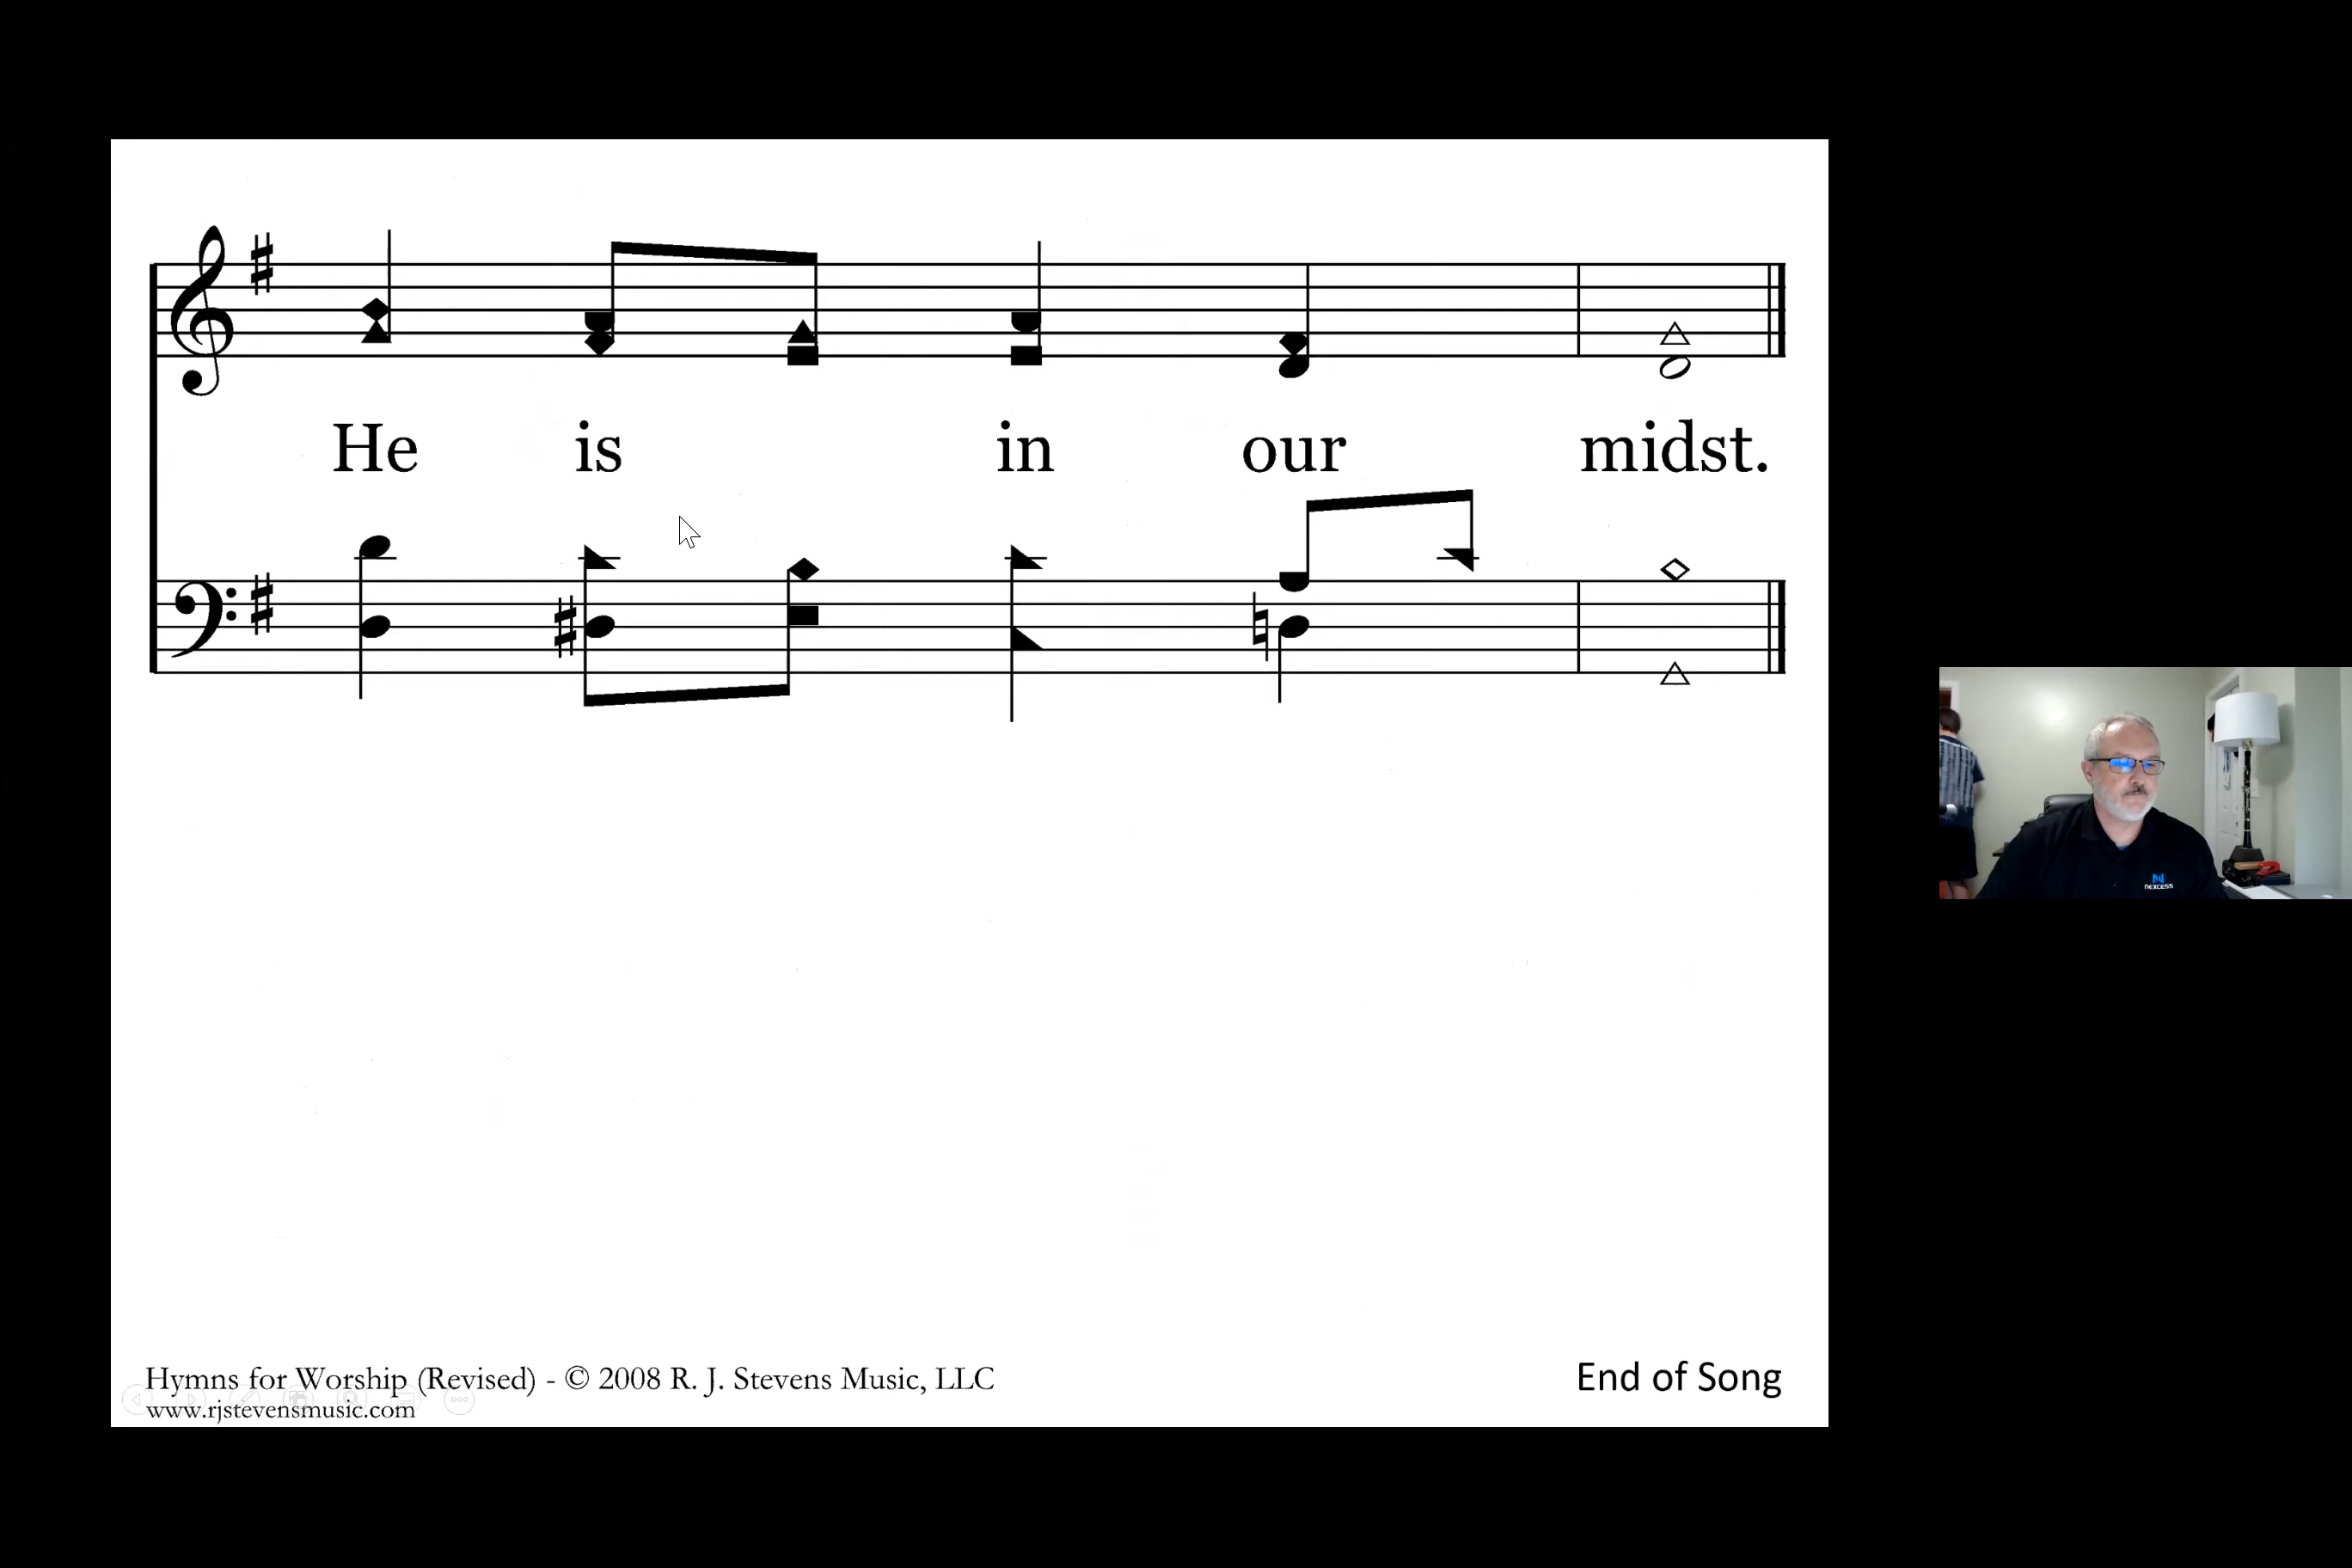 He is in our midst.
Hymns for Worship (Revised) - © 2008 R. J. Stevens Music, LLC
www.rjstevensmusic.com
End of Song
NEXCESS